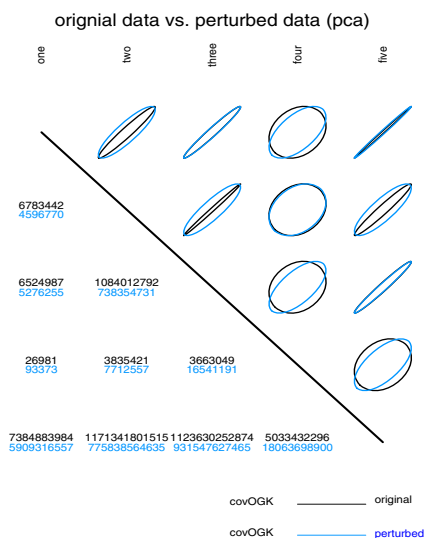 orignial data vs. perturbed data (pca)
one two three four five
6783442
4596770
6524987 1084012792
5276255 738354731
26981 3835421 3663049
93373 7712557 16541191
7384883984 1171341801515 1123630252874 5033432296
5909316557 775838564635 931547627465 18063698900
covOGK original
covOGK perturbed